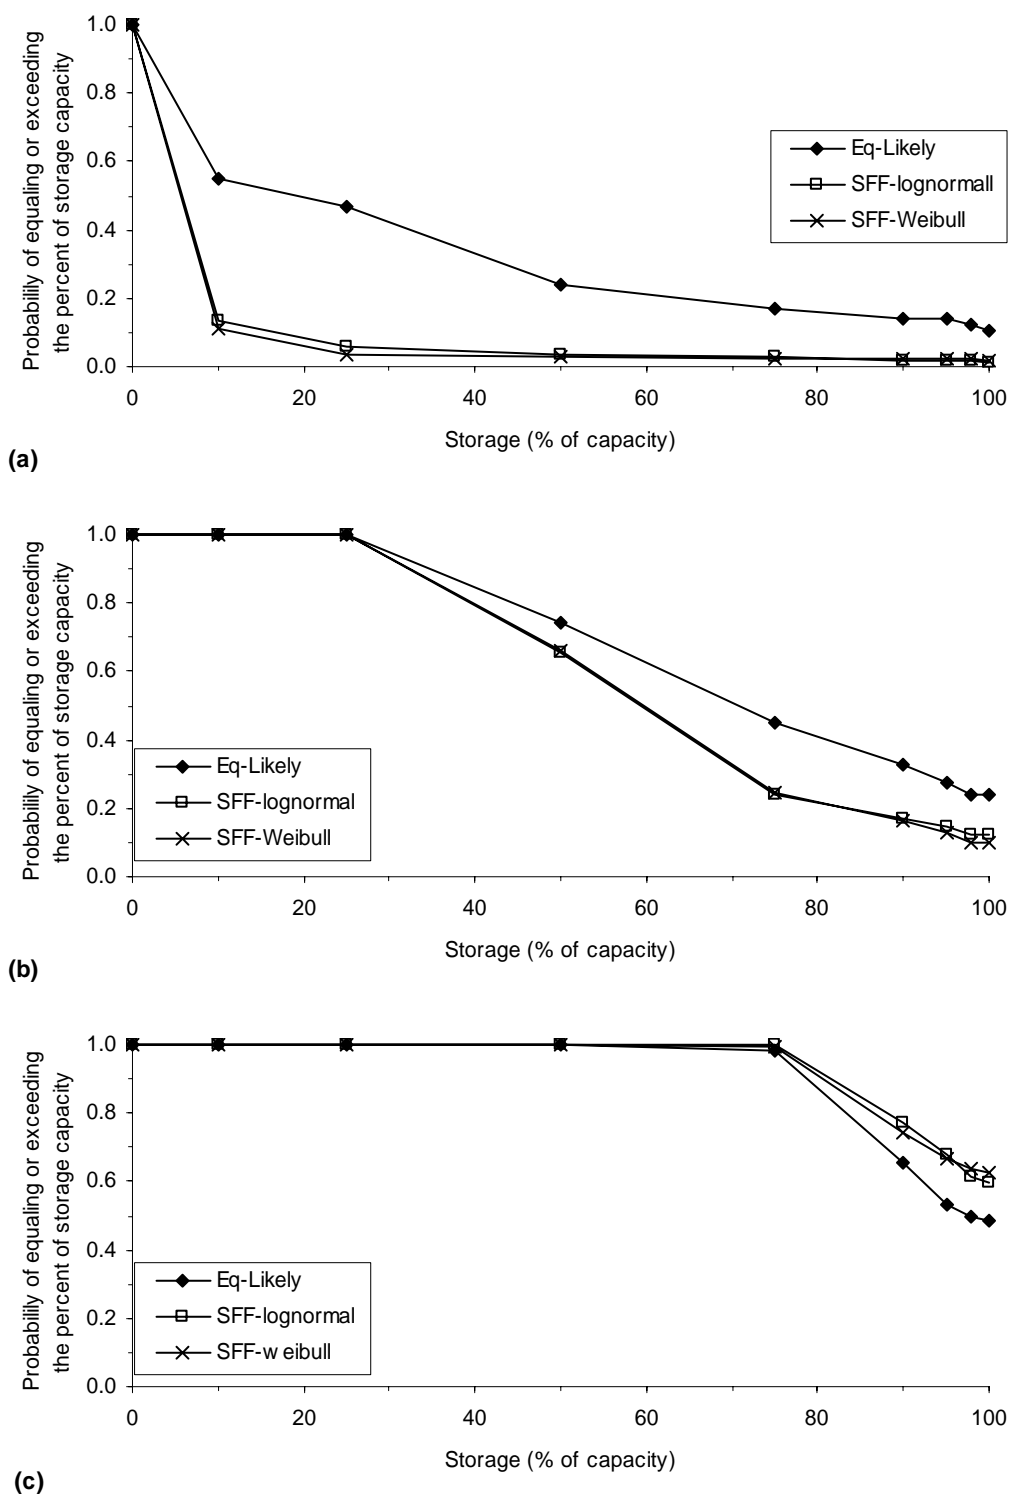 Probability of equaling or exceeding
the percent of storage capacity
1.0
0.8
0.6
0.4
0.2
0.0
Eq-Likely
SFF-lognormall
SFF-Weibull
0 20 40 60 80 100
Storage (% of capacity)
(a)
Probability of equaling or exceeding
the percent of storage capacity
1.0
0.8
0.6
0.4
0.2
0.0
Eq-Likely
SFF-lognormal
SFF-Weibull
0 20 40 60 80 100
Storage (% of capacity)
(b)
Probability of equaling or exceeding
the percent of storage capacity
1.0
0.8
0.6
0.4
0.2
0.0
Eq-Likely
SFF-lognormal
SFF-w eibull
0 20 40 60 80 100
Storage (% of capacity)
(c)